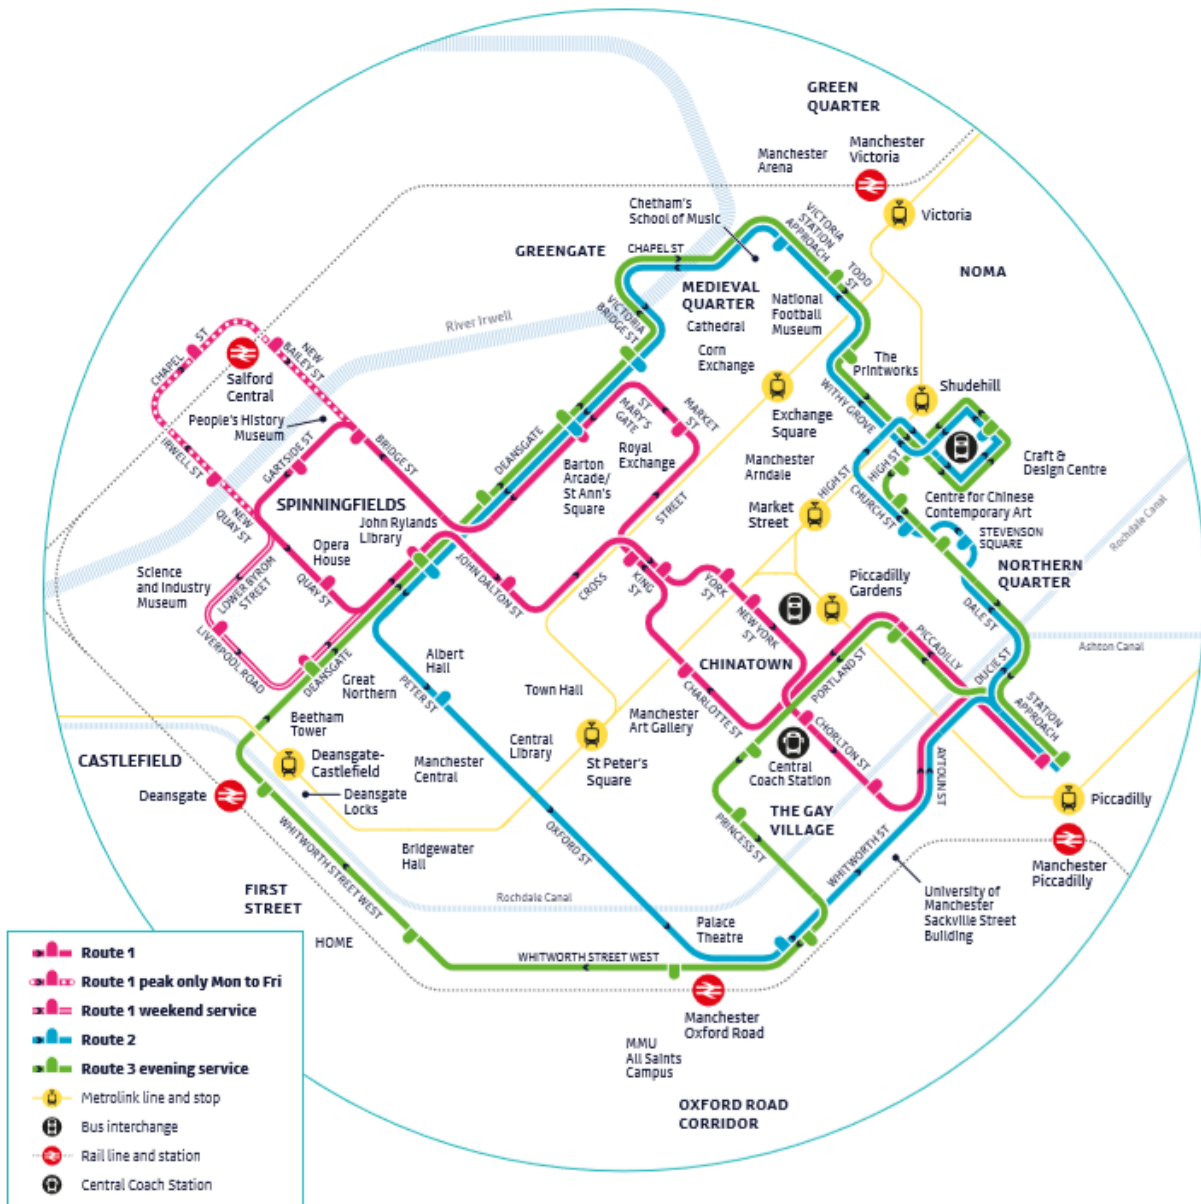 GREEN
QUARTER
Manchester
Victoria
Manchester
Arena
Victoria
Chetham's
School of Music
VICTORIA
STATION
APPROACH
TODD
ST
GREENGATE
CHAPEL ST
NOMA
MEDIEVAL
QUARTER
National
Football
Museum
VICTORIA
BRIDGE ST
Cathedral
Corn
Exchange
River Irwell
The
Printworks
Shudehill
WITHY GROVE
Exchange
Square
CHAPEL ST
NEW
BAILEY ST
Salford
Central
People's History
Museum
IRWELL ST
GARTSIDE ST
BRIDGE ST
DEANSGATE
ST
MARY'S
GATE
MARKET
ST
Royal
Exchange
Barton
Arcade/
St Ann's
Square
Manchester
Arndale
HIGH ST
HIGH ST
Craft &
Design Centre
SPINNINGFIELDS
NEW
QUAY ST
John Rylands
Library
Opera
House
QUAY ST
STREET
CROSS
Market
Street
CHURCH ST
Centre for Chinese
Contemporary Art
STEVENSON
SQUARE
Rochdale Canal
NORTHERN
QUARTER
Science
and Industry
Museum
LOWER BYROM
STREET
LIVERPOOL ROAD
JOHN DALTON ST
KING
ST
YORK
ST
NEW YORK
ST
Piccadilly
Gardens
DALE ST
Ashton Canal
PICCADILLY
DUCIE ST
STATION
APPROACH
DEANSGATE
Great
Northern
Albert
Hall
PETER ST
Town Hall
CHINATOWN
CHARLOTTE ST
PORTLAND ST
CHORLTON ST
Manchester
Art Gallery
Central
Library
St Peter's
Square
Central
Coach Station
AYTOUN ST
Beetham
Tower
CASTLEFIELD
Deansgate-
Castlefield
Deansgate
Deansgate
Locks
Manchester
Central
THE GAY
VILLAGE
Piccadilly
Manchester
Piccadilly
OXFORD ST
PRINCESS ST
WHITWORTH ST
Bridgewater
Hall
WHITWORTH STREET WEST
Rochdale Canal
FIRST
STREET
HOME
Palace
Theatre
University of
Manchester
Sackville Street
Building
WHITWORTH STREET WEST
Manchester
Oxford Road
MMU
All Saints
Campus
OXFORD ROAD
CORRIDOR
Route 1
Route 1 peak only Mon to Fri
Route 1 weekend service
Route 2
Route 3 evening service
Metrolink line and stop
Bus interchange
Rail line and station
Central Coach Station